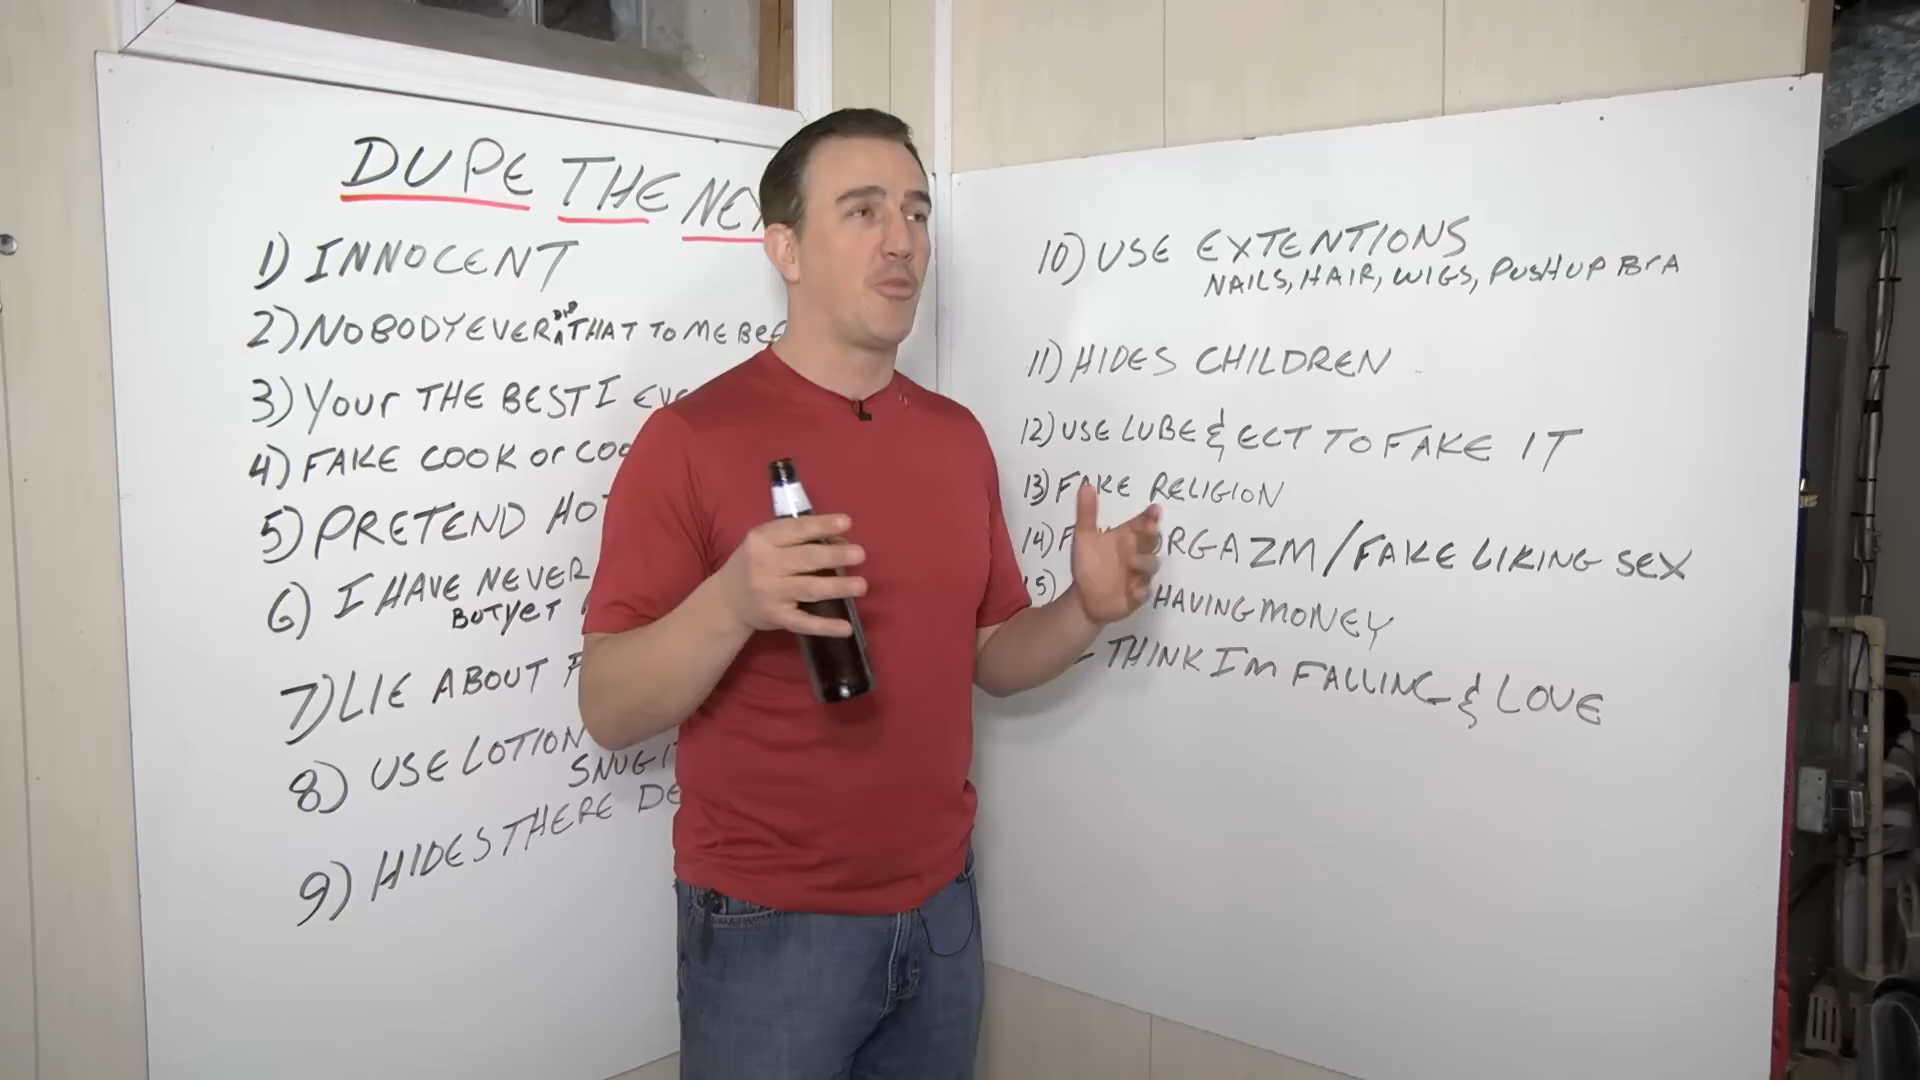 DUPE THE NEX
1) INNOCENT
2) NOBODY EVER DID THAT TO ME BEF
3) Your THE BEST I EVE
4) FAKE COOK or COO
5) PRETEND HOT
6) I HAVE NEVER
BUT YET
7) LIE ABOUT P
8) USE LOTION
SNUG IT
9) HIDES THERE DE
10) USE EXTENTIONS
NAILS, HAIR, WIGS, PUSH UP BrA
11) HIDES CHILDREN
12) USE LUBE & ECT TO FAKE IT
13) FAKE RELIGION
14) F ORGAZM / FAKE LIKING SEX
15) HAVING MONEY
- THINK I'M FALLING & LOVE